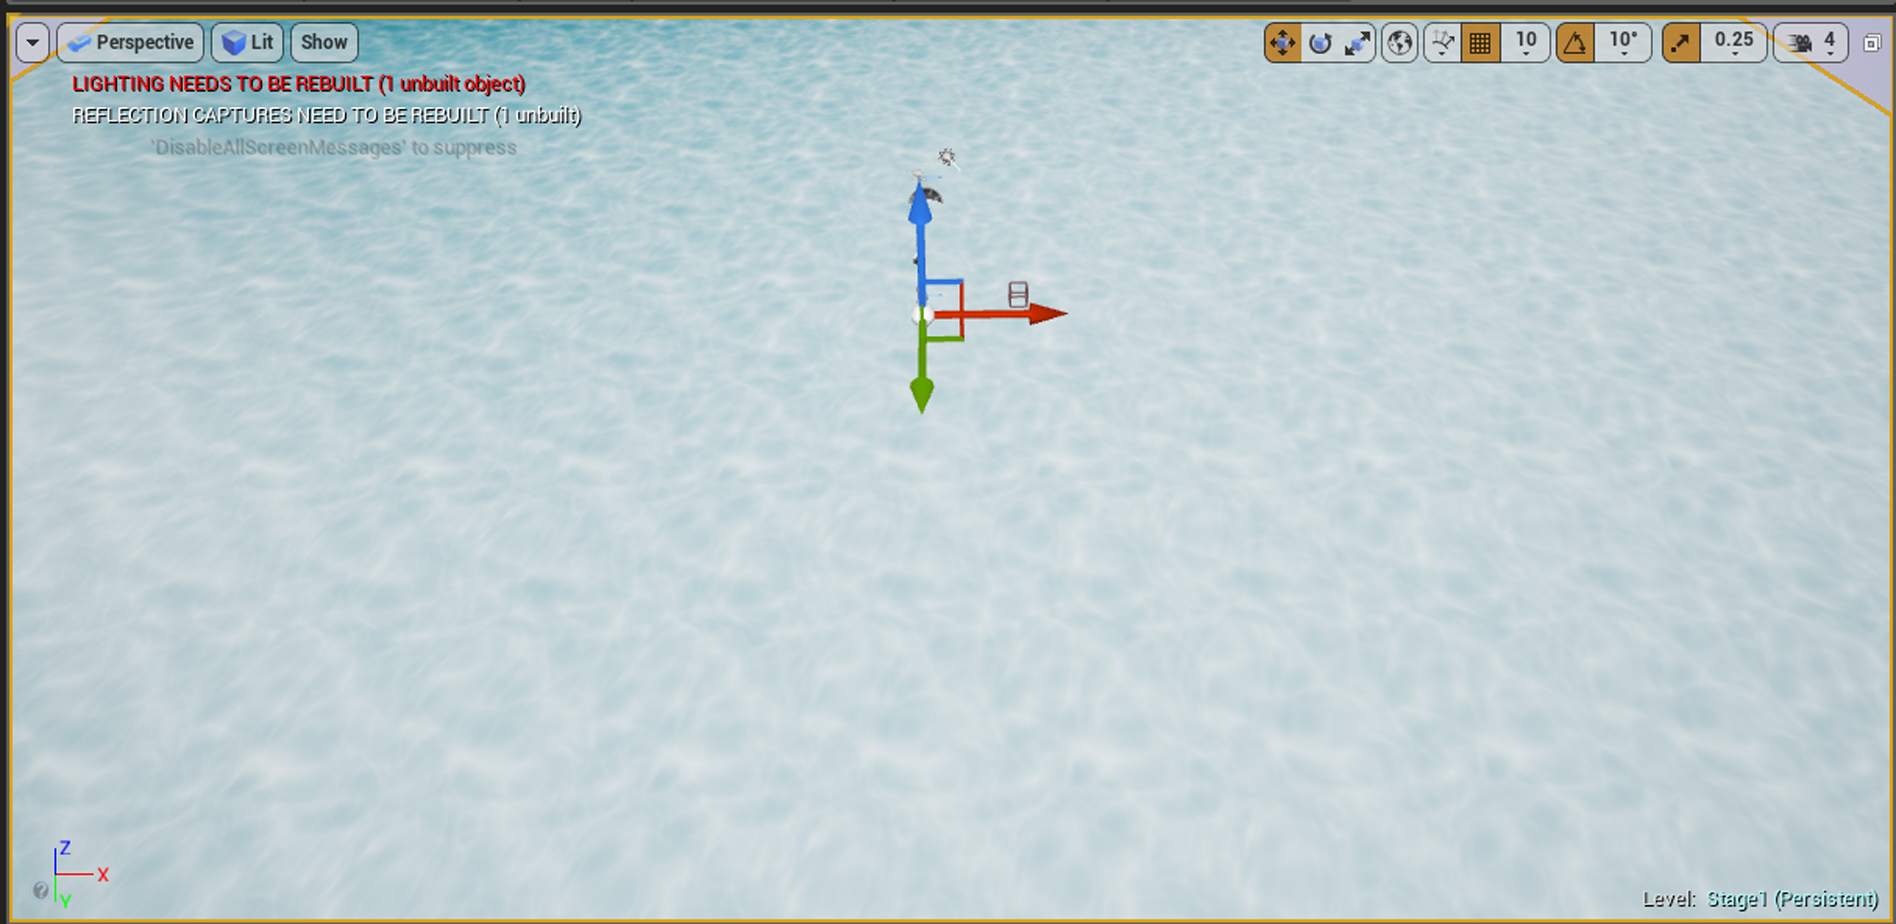 Perspective Lit Show 10 10° 0.25 4
LIGHTING NEEDS TO BE REBUILT (1 unbuilt object)
REFLECTION CAPTURES NEED TO BE REBUILT (1 unbuilt)
'DisableAllScreenMessages' to suppress
Z
X
? Y
Level: Stage1 (Persistent)